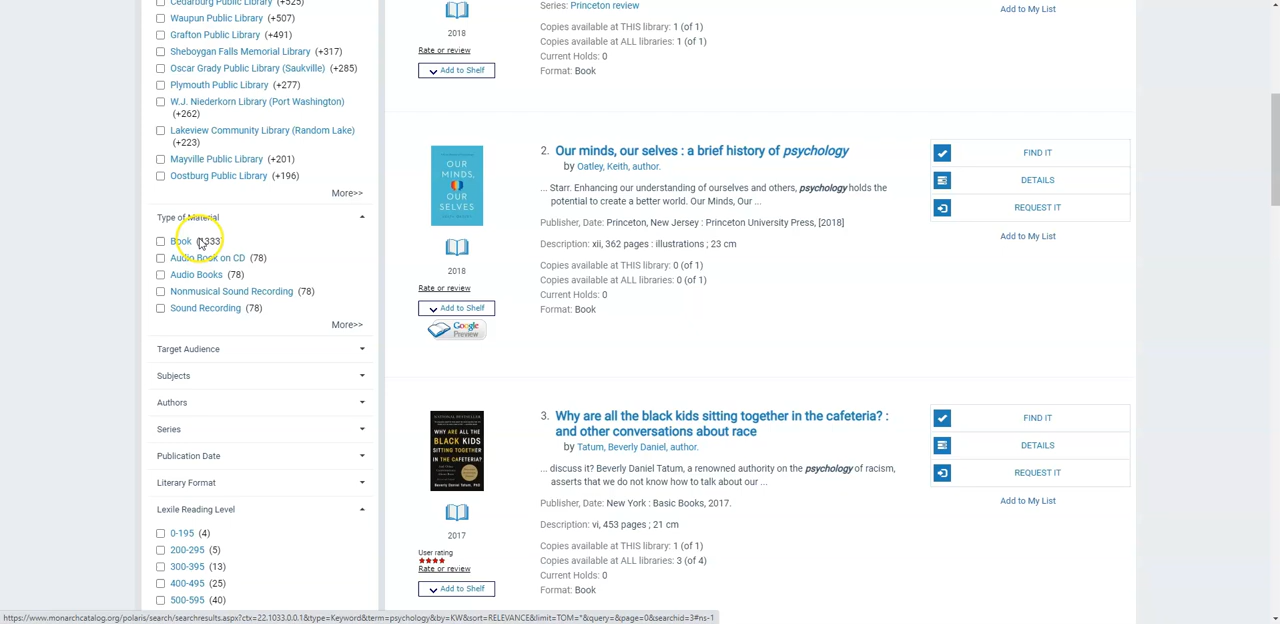 Cedarburg Public Library (+525)
Waupun Public Library (+507)
Grafton Public Library (+491)
Sheboygan Falls Memorial Library (+317)
Oscar Grady Public Library (Saukville) (+285)
Plymouth Public Library (+277)
W.J. Niederkorn Library (Port Washington)
(+262)
Lakeview Community Library (Random Lake)
(+223)
Mayville Public Library (+201)
Oostburg Public Library (+196)
More>>
Type of Material
Book
Audio Book on CD (78)
Audio Books (78)
Nonmusical Sound Recording (78)
Sound Recording (78)
More>>
Target Audience
Subjects
Authors
Series
Publication Date
Literary Format
Lexile Reading Level
0-195 (4)
200-295 (5)
300-395 (13)
400-495 (25)
500-595 (40)
2018
Rate or review
Add to Shelf
Series: Princeton review
Copies available at THIS library: 1 (of 1)
Copies available at ALL libraries: 1 (of 1)
Current Holds: 0
Format: Book
Add to My List
OUR
MINDS,
OUR
SELVES
2018
Rate or review
Add to Shelf
Google
Preview
2. Our minds, our selves : a brief history of psychology
by Oatley, Keith, author.
... Starr. Enhancing our understanding of ourselves and others, psychology holds the
potential to create a better world. Our Minds, Our ...
Publisher, Date: Princeton, New Jersey : Princeton University Press, [2018]
Description: xii, 362 pages : illustrations ; 23 cm
Copies available at THIS library: 0 (of 1)
Copies available at ALL libraries: 0 (of 1)
Current Holds: 0
Format: Book
FIND IT
DETAILS
REQUEST IT
Add to My List
WHY ARE ALL THE
BLACK KIDS
SITTING TOGETHER
IN THE CAFETERIA?
2017
User rating
Rate or review
Add to Shelf
3. Why are all the black kids sitting together in the cafeteria? :
and other conversations about race
by Tatum, Beverly Daniel, author.
... discuss it? Beverly Daniel Tatum, a renowned authority on the psychology of racism,
asserts that we do not know how to talk about our ...
Publisher, Date: New York : Basic Books, 2017.
Description: vi, 453 pages ; 21 cm
Copies available at THIS library: 1 (of 1)
Copies available at ALL libraries: 3 (of 4)
Current Holds: 0
Format: Book
FIND IT
DETAILS
REQUEST IT
Add to My List
https://www.monarchcatalog.org/polaris/search/searchresults.aspx?ctx=22.1033.0.0.1&type=Keyword&term=psychology&by=KW&sort=RELEVANCE&limit=TOM=*&query=&page=0&searchid=3#ns-1